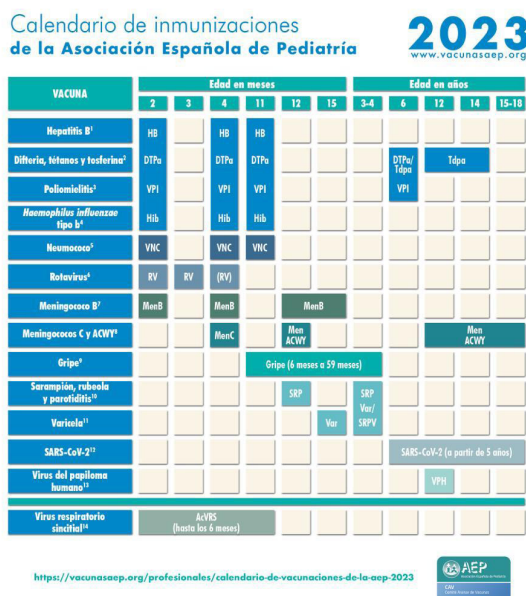 Calendario de inmunizaciones
de la Asociación Española de Pediatría
2023
www.vacunasaep.org
VACUNA
Edad en meses
Edad en años
2 3 4 11 12 15 3-4 6 12 14 15-18
Hepatitis B¹ HB HB HB
Difteria, tétanos y tosferina² DTPa DTPa DTPa DTPa/ Tdpa
Tdpa
Poliomielitis³ VPI VPI VPI VPI
Haemophilus influenzae
tipo b⁴ Hib Hib Hib
Neumococo⁵ VNC VNC VNC
Rotavirus⁶ RV RV (RV)
Meningococo B⁷ MenB MenB MenB
Meningococos C y ACWY⁸ MenC Men Men
ACWY ACWY
Gripe⁹ Gripe (6 meses a 59 meses)
Sarampión, rubeola SRP SRP
y parotiditis¹⁰
Var/
Varicela¹¹ Var SRPV
SARS-CoV-2¹² SARS-CoV-2 (a partir de 5 años)
Virus del papiloma VPH
humano¹³
Virus respiratorio AcVRS
sincitial¹⁴ (hasta los 6 meses)
https://vacunasaep.org/profesionales/calendario-de-vacunaciones-de-la-aep-2023
AEP
CAV